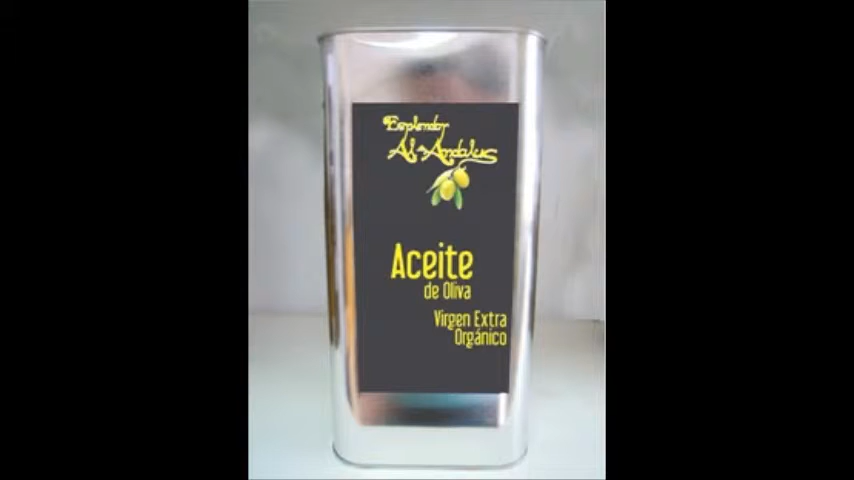 Esplendor
Al-Andalus
Aceite
de Oliva
Virgen Extra
Orgánico